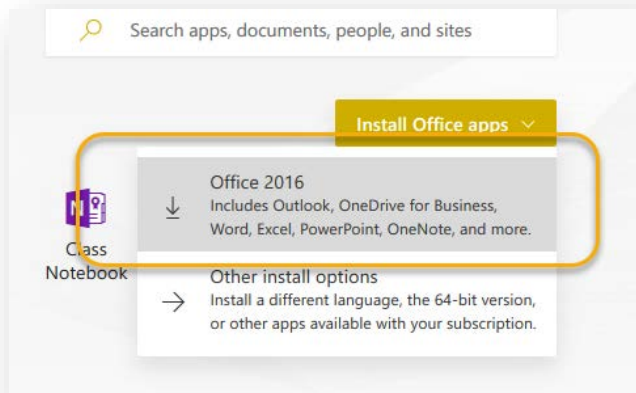 Search apps, documents, people, and sites
Install Office apps
Office 2016
Includes Outlook, OneDrive for Business,
Word, Excel, PowerPoint, OneNote, and more.
N
Class
Notebook
Other install options
Install a different language, the 64-bit version,
or other apps available with your subscription.